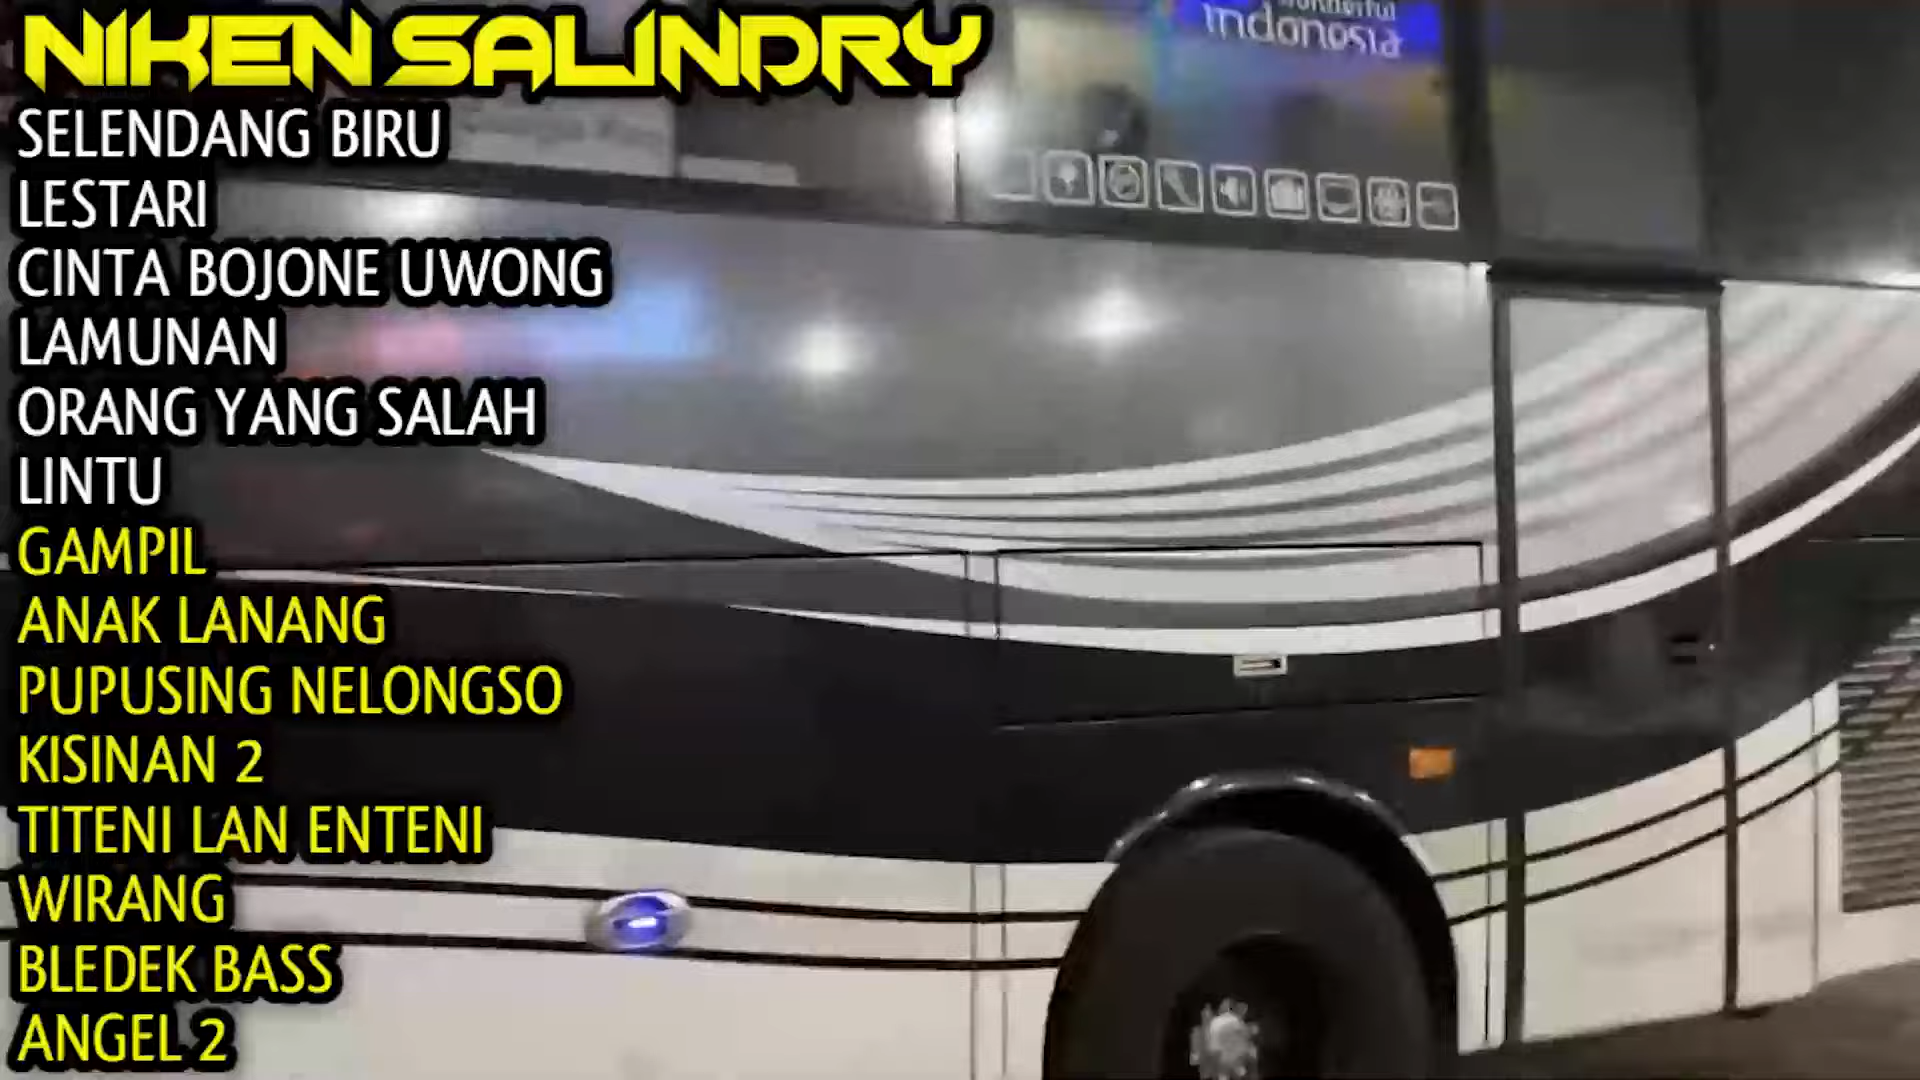 NIKEN SALINDRY
SELENDANG BIRU
LESTARI
CINTA BOJONE UWONG
LAMUNAN
ORANG YANG SALAH
LINTU
GAMPIL
ANAK LANANG
PUPUSING NELONGSO
KISINAN 2
TITENI LAN ENTENI
WIRANG
BLEDEK BASS
ANGEL 2
wonderful
indonesia